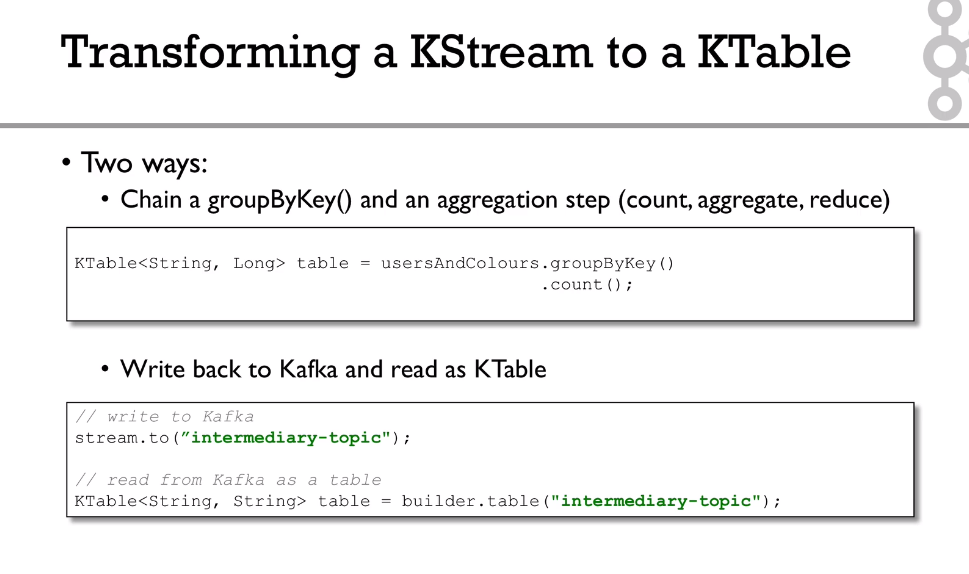 Transforming a KStream to a KTable
• Two ways:
• Chain a groupByKey() and an aggregation step (count, aggregate, reduce)
KTable<String, Long> table = usersAndColours.groupByKey()
.count();
• Write back to Kafka and read as KTable
// write to Kafka
stream.to(”intermediary-topic");
// read from Kafka as a table
KTable<String, String> table = builder.table("intermediary-topic");